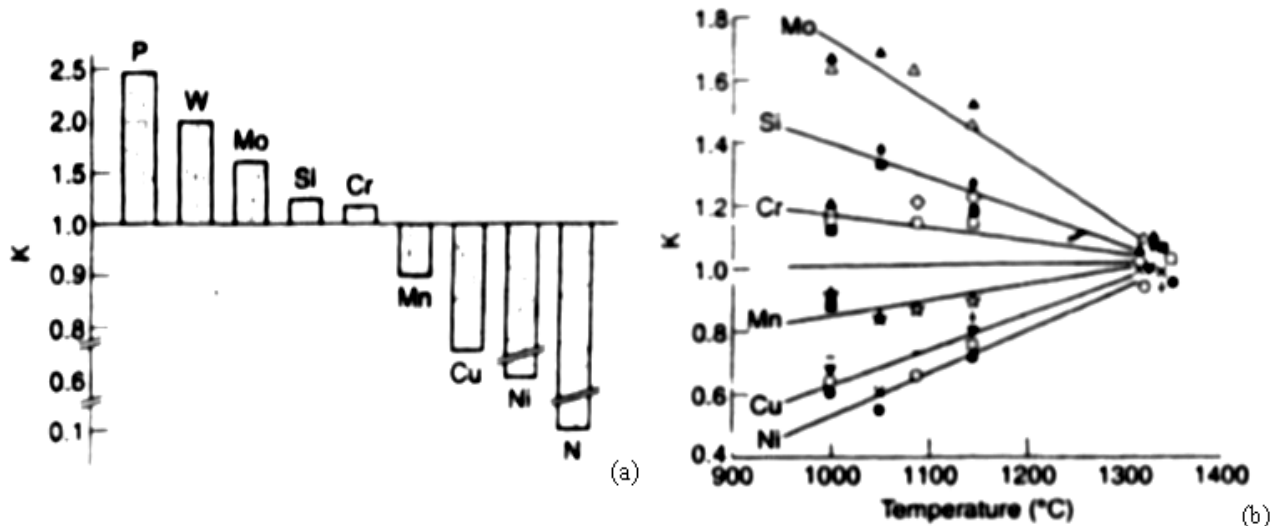 P
2.5
W
2.0
Mo
1.5
Si
Cr
1.0
K
0.9
Mn
0.8
Cu
Ni
0.6
0.1
N
(a)
1.8
Mo
1.6
Si
1.4
Cr
1.2
K
1.0
Mn
0.8
Cu
0.6
Ni
0.4
900 1000 1100 1200 1300 1400
Temperature (°C)
(b)